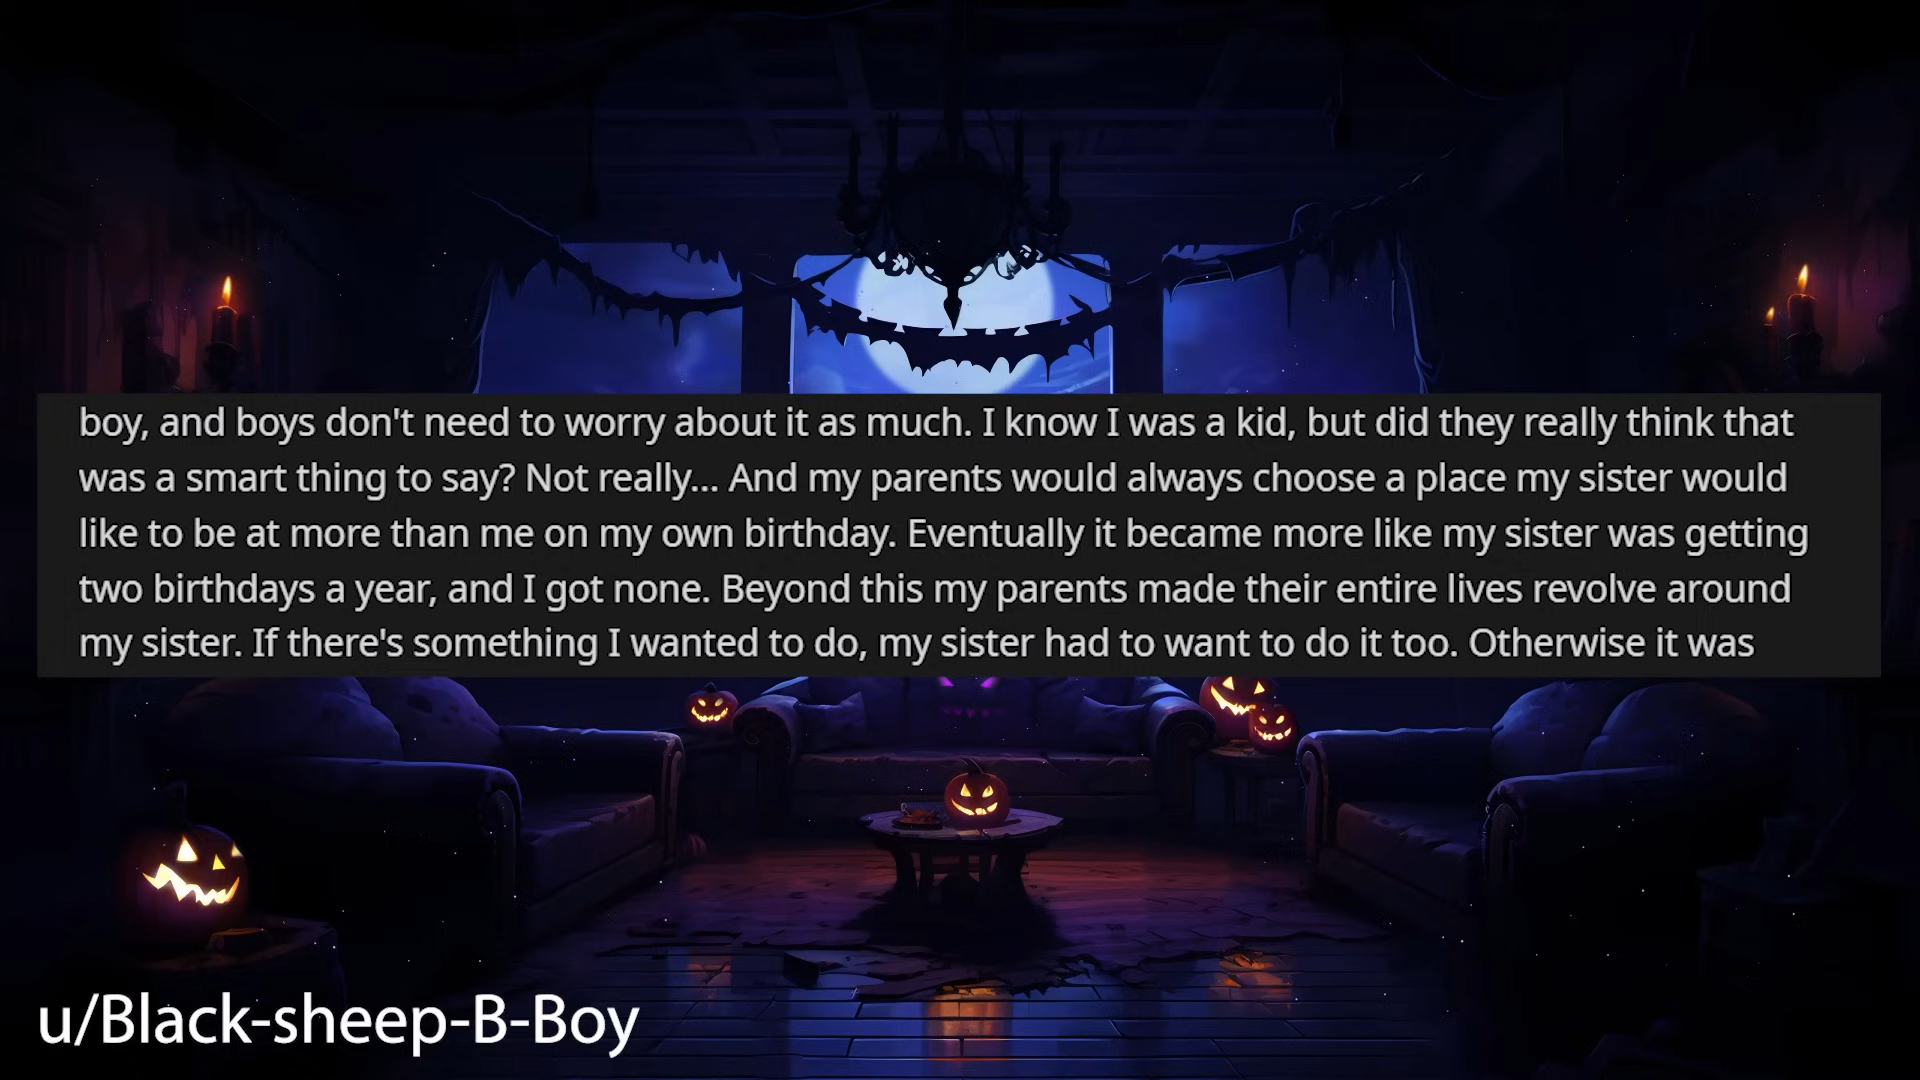 boy, and boys don't need to worry about it as much. I know I was a kid, but did they really think that
was a smart thing to say? Not really... And my parents would always choose a place my sister would
like to be at more than me on my own birthday. Eventually it became more like my sister was getting
two birthdays a year, and I got none. Beyond this my parents made their entire lives revolve around
my sister. If there's something I wanted to do, my sister had to want to do it too. Otherwise it was
u/Black-sheep-B-Boy